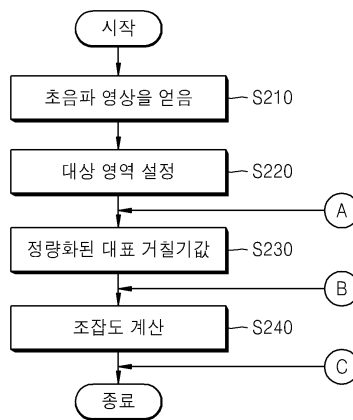 시작
초음파 영상을 얻음 S210
대상 영역 설정 S220
A
정량화된 대표 거칠기값 S230
B
조잡도 계산 S240
C
종료